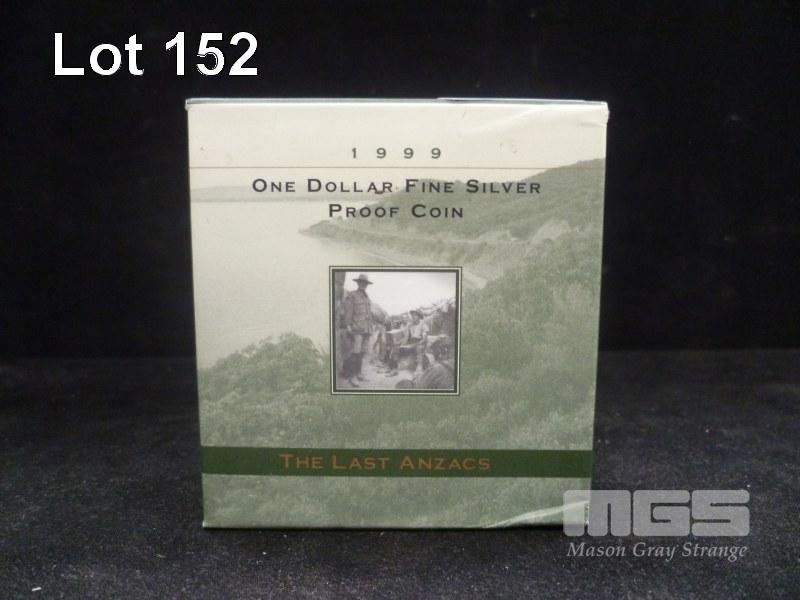 Lot 152
1999
ONE DOLLAR FINE SILVER
PROOF COIN
THE LAST ANZACS
MGS
Mason Gray Strange